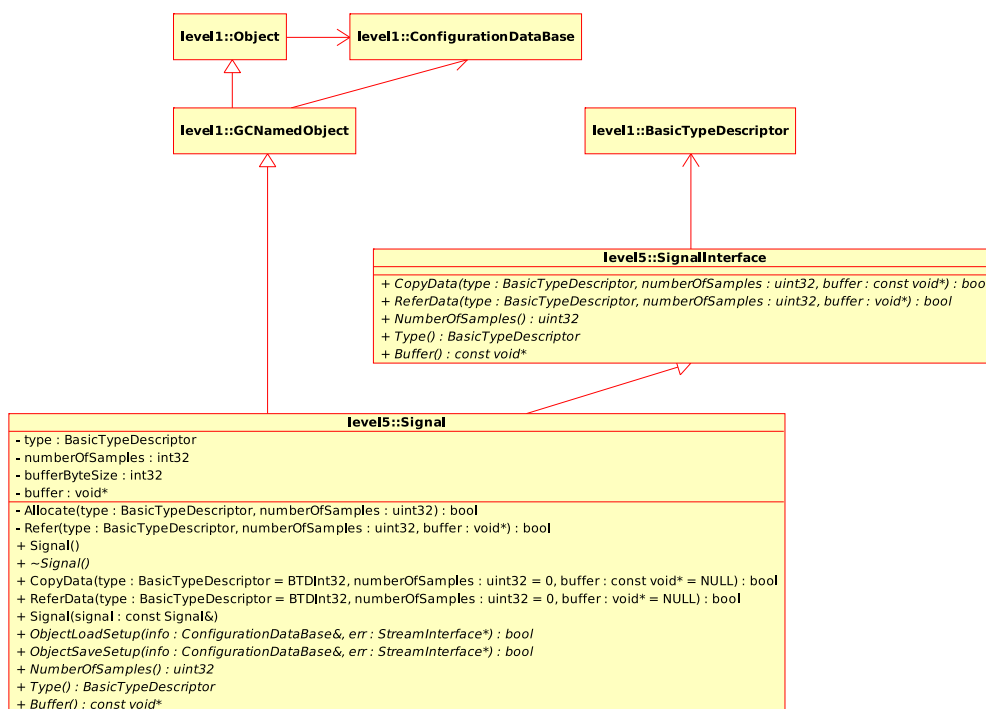 level1::Object
level1::ConfigurationDataBase
level1::GCNamedObject
level1::BasicTypeDescriptor
level5::SignalInterface
+ CopyData(type : BasicTypeDescriptor, numberOfSamples : uint32, buffer : const void*) : boo
+ ReferData(type : BasicTypeDescriptor, numberOfSamples : uint32, buffer : void*) : bool
+ NumberOfSamples() : uint32
+ Type() : BasicTypeDescriptor
+ Buffer() : const void*
level5::Signal
- type : BasicTypeDescriptor
- numberOfSamples : int32
- bufferByteSize : int32
- buffer : void*
- Allocate(type : BasicTypeDescriptor, numberOfSamples : uint32) : bool
- Refer(type : BasicTypeDescriptor, numberOfSamples : uint32, buffer : void*) : bool
+ Signal()
+ ~Signal()
+ CopyData(type : BasicTypeDescriptor = BTDInt32, numberOfSamples : uint32 = 0, buffer : const void* = NULL) : bool
+ ReferData(type : BasicTypeDescriptor = BTDInt32, numberOfSamples : uint32 = 0, buffer : void* = NULL) : bool
+ Signal(signal : const Signal&)
+ ObjectLoadSetup(info : ConfigurationDataBase&, err : StreamInterface*) : bool
+ ObjectSaveSetup(info : ConfigurationDataBase&, err : StreamInterface*) : bool
+ NumberOfSamples() : uint32
+ Type() : BasicTypeDescriptor
+ Buffer() : const void*